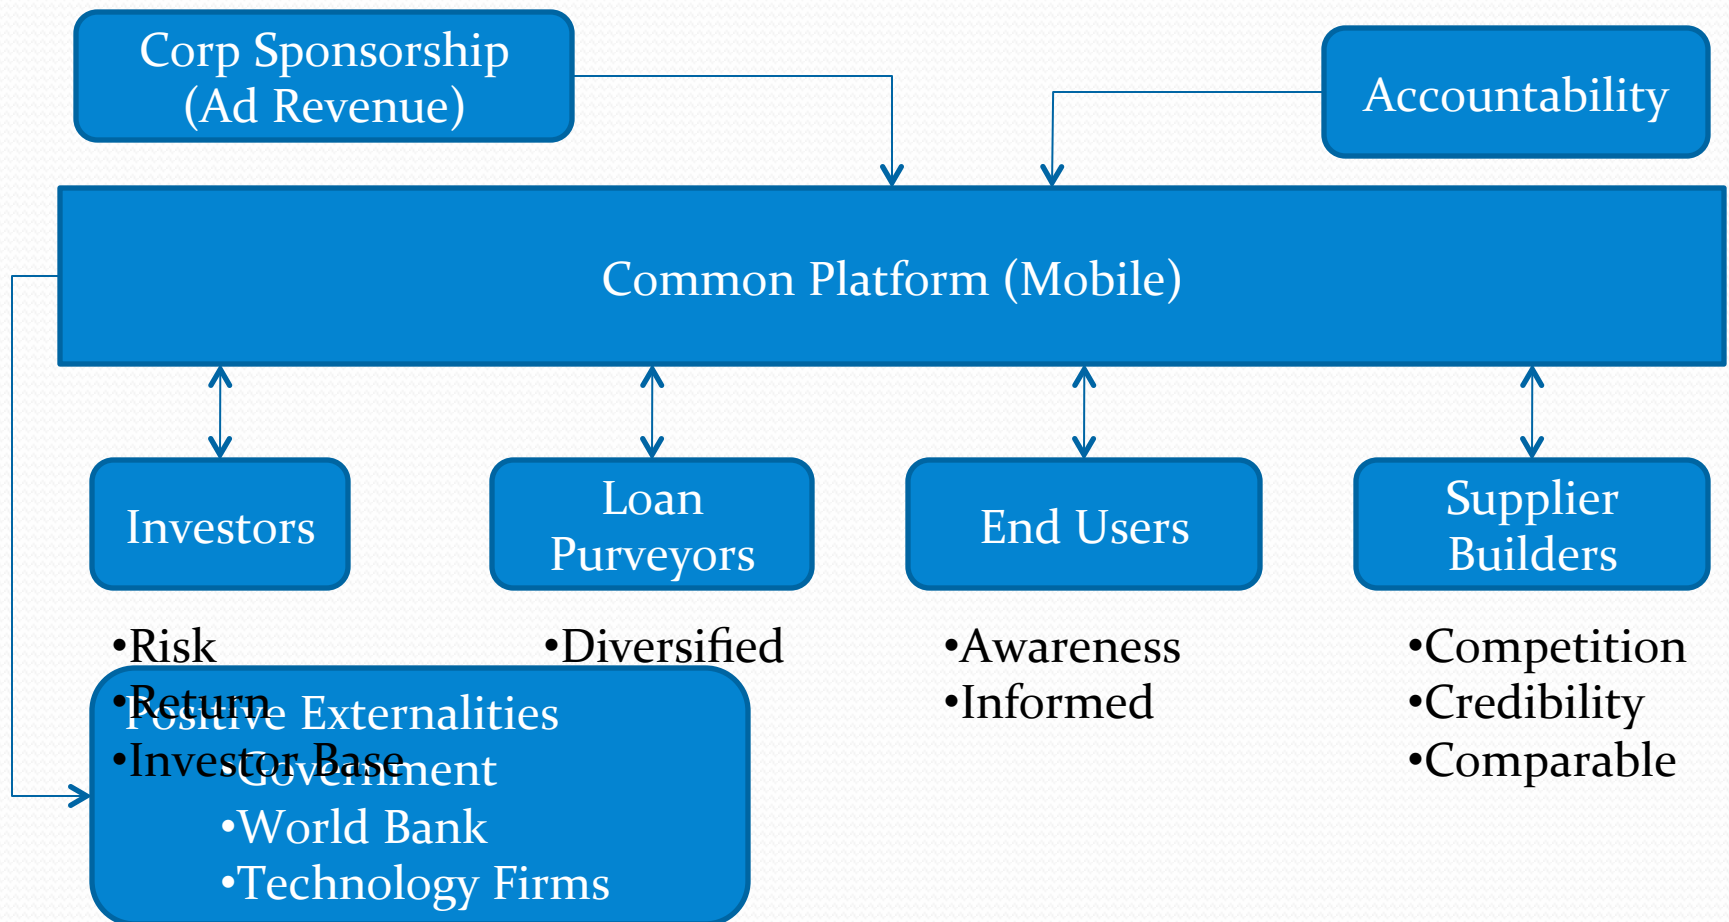 Corp Sponsorship
(Ad Revenue)
Accountability
Common Platform (Mobile)
Investors
Loan
Purveyors
End Users
Supplier
Builders
•Risk
•Return
•Investor Base
•Diversified
•Awareness
•Informed
•Competition
•Credibility
•Comparable
Positive Externalities
•Government
•World Bank
•Technology Firms